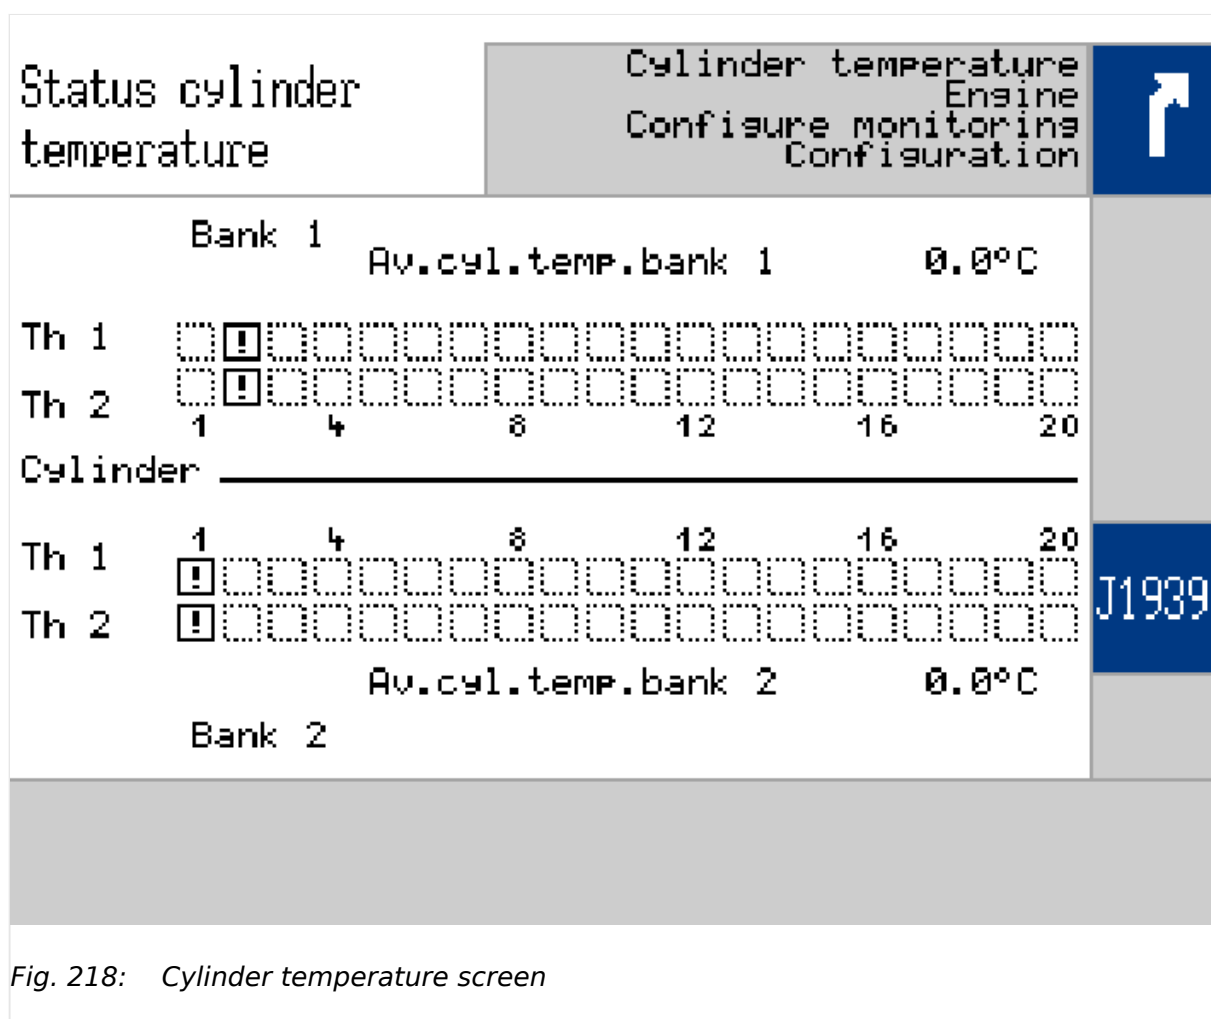 Status cylinder
temperature
Cylinder temperature
Engine
Configure monitoring
Configuration
Bank 1
Av.cyl.temp.bank 1 0.0°C
Th 1 ! 
Th 2 ! 
1 4 8 12 16 20
Cylinder
1 4 8 12 16 20
Th 1 ! 
Th 2 ! 
J1939
Av.cyl.temp.bank 2 0.0°C
Bank 2
Fig. 218: Cylinder temperature screen